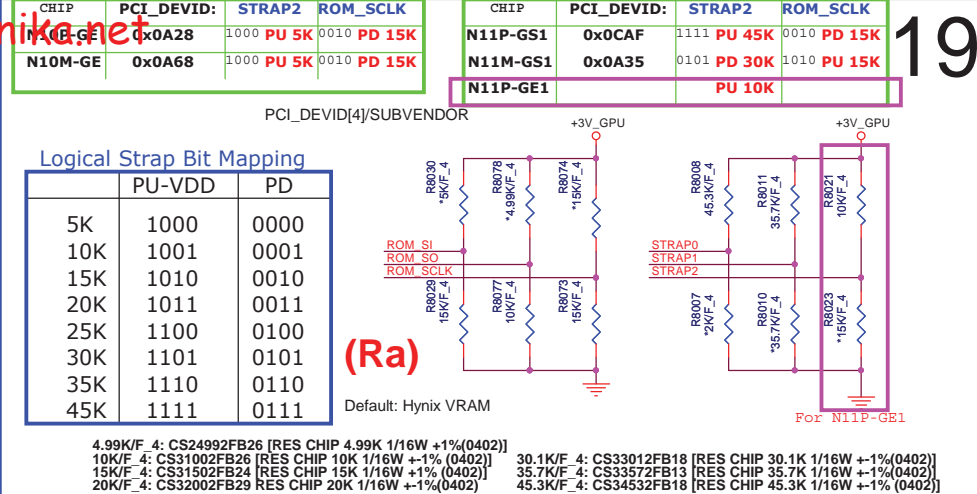 CHIP PCI_DEVID: STRAP2 ROM_SCLK
N10P-GE 0x0A28 1000 PU 5K 0010 PD 15K
N10M-GE 0x0A68 1000 PU 5K 0010 PD 15K
nika.net
CHIP PCI_DEVID: STRAP2 ROM_SCLK
N11P-GS1 0x0CAF 1111 PU 45K 0010 PD 15K
N11M-GS1 0x0A35 0101 PD 30K 1010 PU 15K
N11P-GE1 PU 10K
19
PCI_DEVID[4]/SUBVENDOR
Logical Strap Bit Mapping
PU-VDD PD
5K 1000 0000
10K 1001 0001
15K 1010 0010
20K 1011 0011
25K 1100 0100
30K 1101 0101
35K 1110 0110
45K 1111 0111
+3V_GPU
R8030 *5K/F_4
R8078 *4.99K/F_4
R8074 *15K/F_4
ROM_SI
ROM_SO
ROM_SCLK
R8029 15K/F_4
R8077 10K/F_4
R8073 15K/F_4
(Ra)
Default: Hynix VRAM
+3V_GPU
R8008 45.3K/F_4
R8011 35.7K/F_4
R8021 10K/F_4
STRAP0
STRAP1
STRAP2
R8007 *2K/F_4
R8010 *35.7K/F_4
R8023 *15K/F_4
For N11P-GE1
4.99K/F_4: CS24992FB26 [RES CHIP 4.99K 1/16W +1%(0402)]
10K/F_4: CS31002FB26 [RES CHIP 10K 1/16W +-1% (0402)]
15K/F_4: CS31502FB24 [RES CHIP 15K 1/16W +1% (0402)]
20K/F_4: CS32002FB29 RES CHIP 20K 1/16W +-1%(0402)
30.1K/F_4: CS33012FB18 [RES CHIP 30.1K 1/16W +-1%(0402)]
35.7K/F_4: CS33572FB13 [RES CHIP 35.7K 1/16W +-1%(0402)]
45.3K/F_4: CS34532FB18 [RES CHIP 45.3K 1/16W +-1%(0402)]